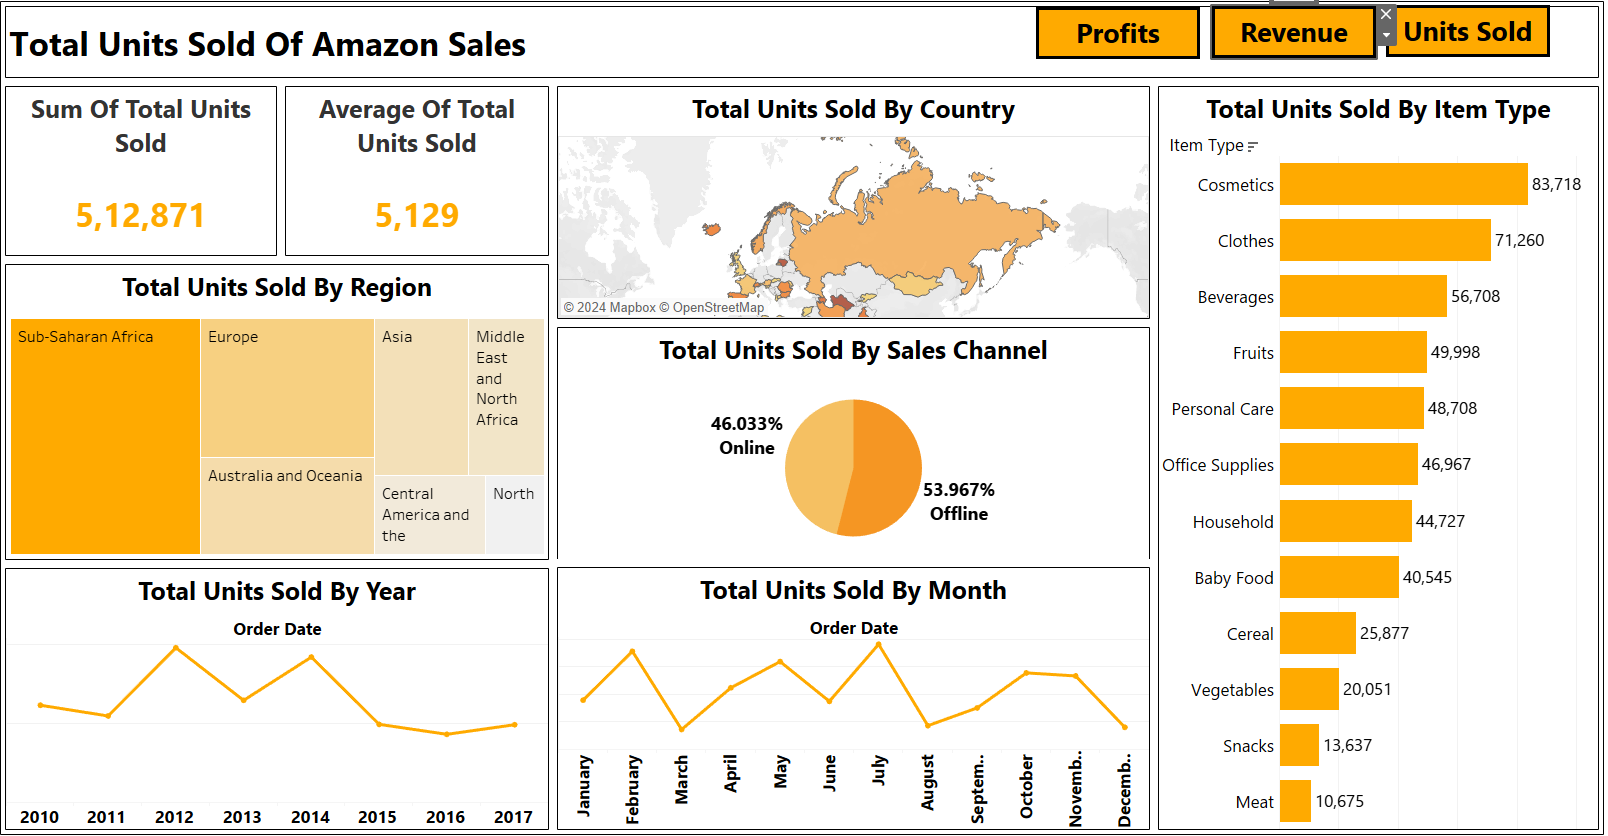 Total Units Sold Of Amazon Sales
Profits
Revenue
Units Sold
Sum Of Total Units
Sold
5,12,871
Average Of Total
Units Sold
5,129
Total Units Sold By Region
Sub-Saharan Africa
Europe
Asia
Middle
East
and
North
Africa
Australia and Oceania
Central
America and
the
North
Total Units Sold By Year
Order Date
2010 2011 2012 2013 2014 2015 2016 2017
Total Units Sold By Country
© 2024 Mapbox © OpenStreetMap
Total Units Sold By Sales Channel
46.033%
Online
53.967%
Offline
Total Units Sold By Month
Order Date
January
February
March
April
May
June
July
August
Septem..
October
Novemb..
Decemb..
Total Units Sold By Item Type
Item Type
Cosmetics 83,718
Clothes 71,260
Beverages 56,708
Fruits 49,998
Personal Care 48,708
Office Supplies 46,967
Household 44,727
Baby Food 40,545
Cereal 25,877
Vegetables 20,051
Snacks 13,637
Meat 10,675